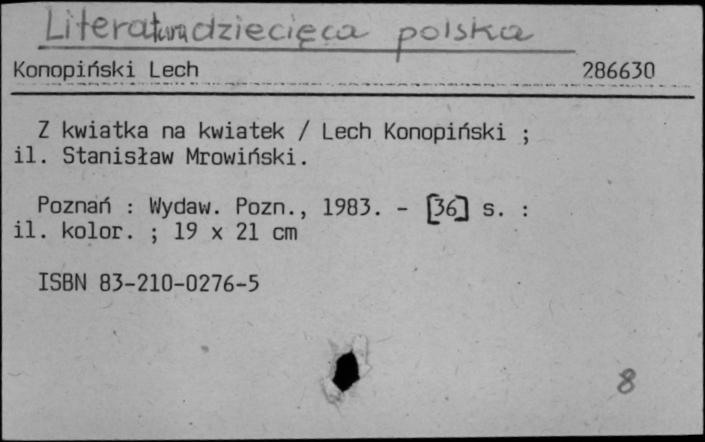 Literatura dziecięca polska
Konopiński Lech 286630
Z kwiatka na kwiatek / Lech Konopiński ;
il. Stanisław Mrowiński.
Poznań : Wydaw. Pozn., 1983. - [36] s. :
il. kolor. ; 19 x 21 cm
ISBN 83-210-0276-5
8